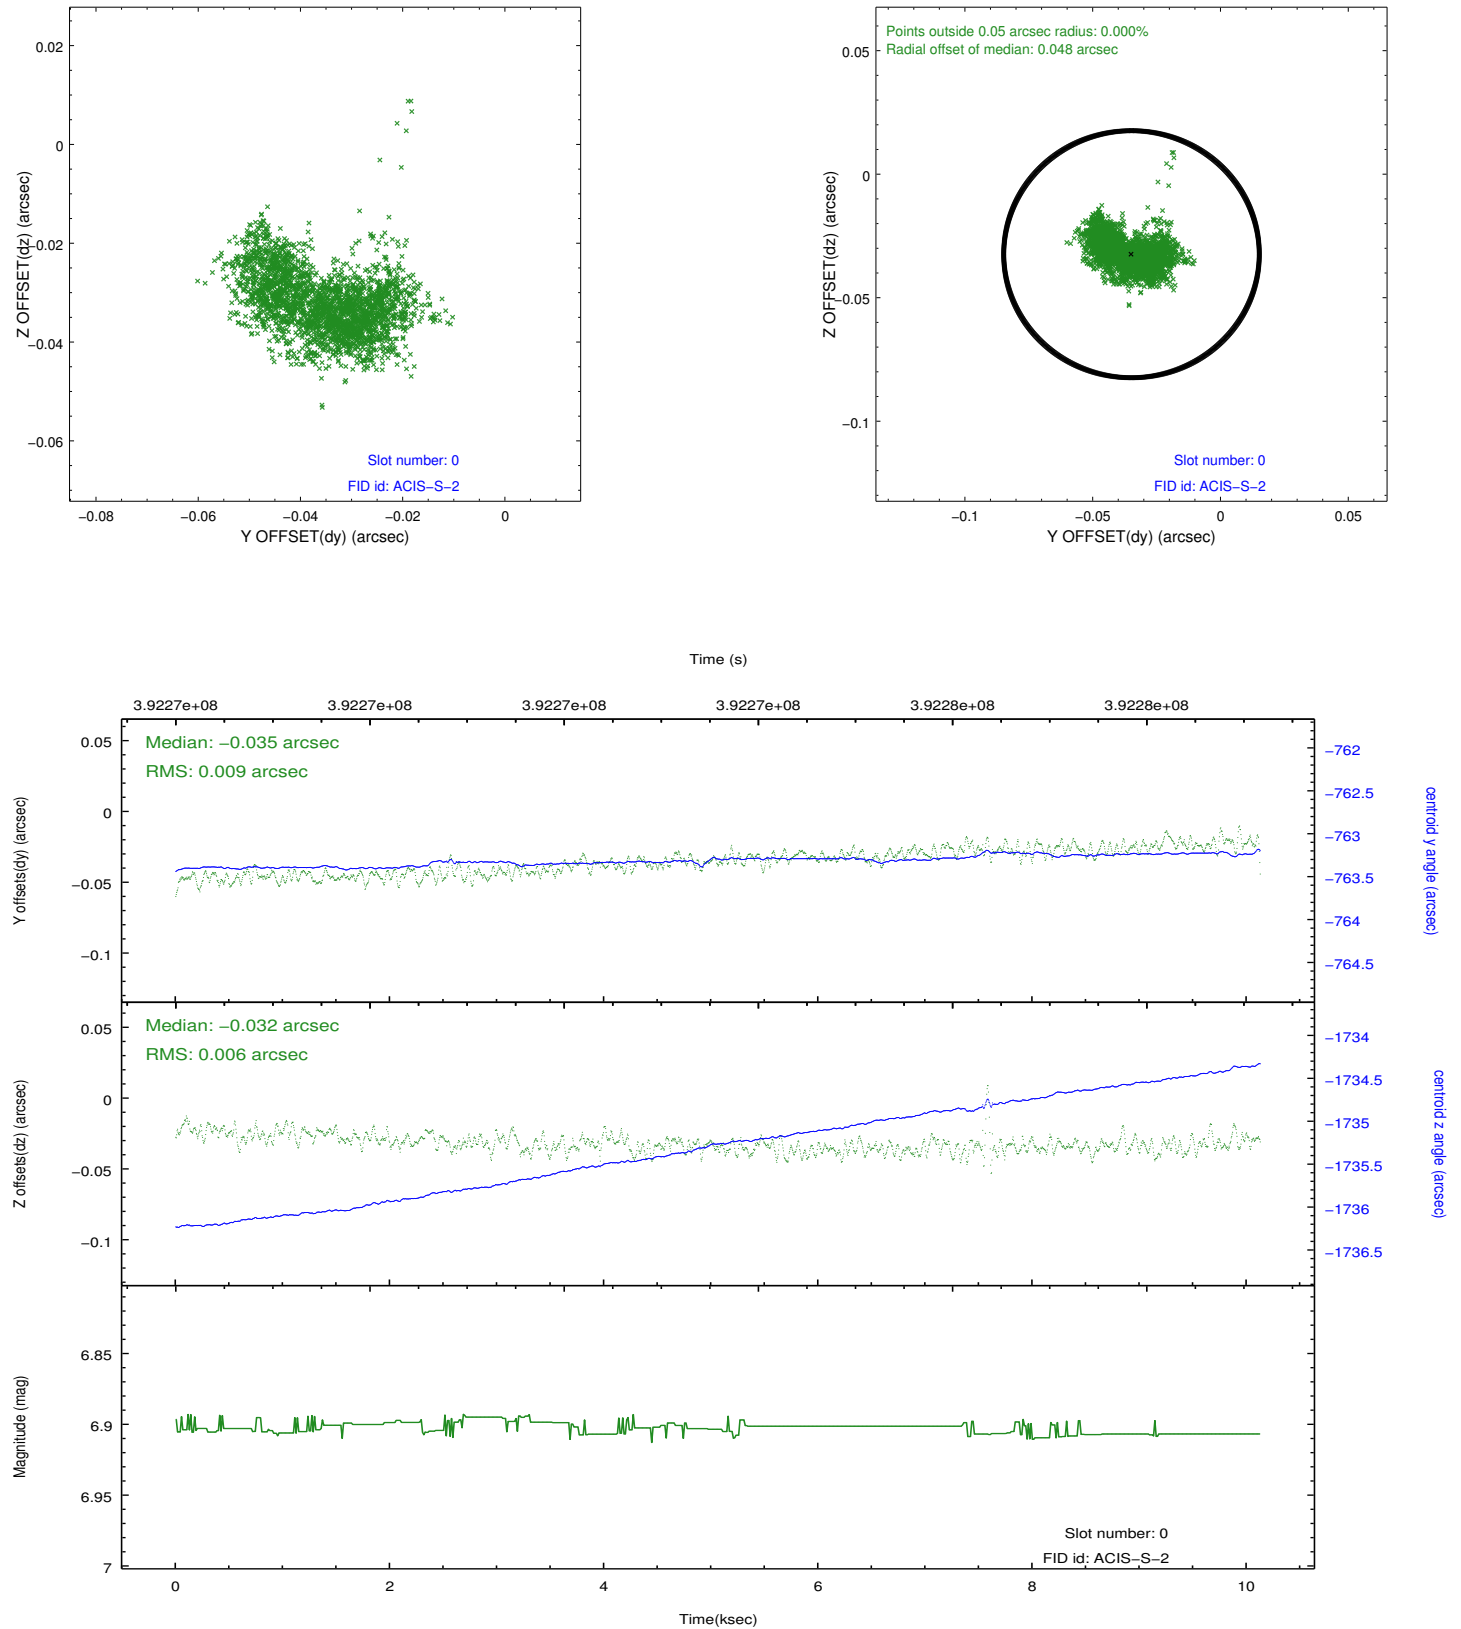 0.02
0
−0.02
−0.04
−0.06
Z OFFSET(dz) (arcsec)
Slot number: 0
FID id: ACIS−S−2
−0.08
−0.06
−0.04
−0.02
0
Y OFFSET(dy) (arcsec)
Points outside 0.05 arcsec radius: 0.000%
Radial offset of median: 0.048 arcsec
0.05
0
−0.05
−0.1
Z OFFSET(dz) (arcsec)
Slot number: 0
FID id: ACIS−S−2
−0.1
−0.05
0
0.05
Y OFFSET(dy) (arcsec)
Time (s)
3.9227e+08
3.9227e+08
3.9227e+08
3.9227e+08
3.9228e+08
3.9228e+08
Median: −0.035 arcsec
RMS: 0.009 arcsec
0.05
0
−0.05
−0.1
Y offsets(dy) (arcsec)
−762
−762.5
−763
−763.5
−764
−764.5
centroid y angle (arcsec)
Median: −0.032 arcsec
RMS: 0.006 arcsec
0.05
0
−0.05
−0.1
Z offsets(dz) (arcsec)
−1734
−1734.5
−1735
−1735.5
−1736
−1736.5
centroid z angle (arcsec)
6.85
6.9
6.95
7
Magnitude (mag)
Slot number: 0
FID id: ACIS−S−2
0
2
4
6
8
10
Time(ksec)